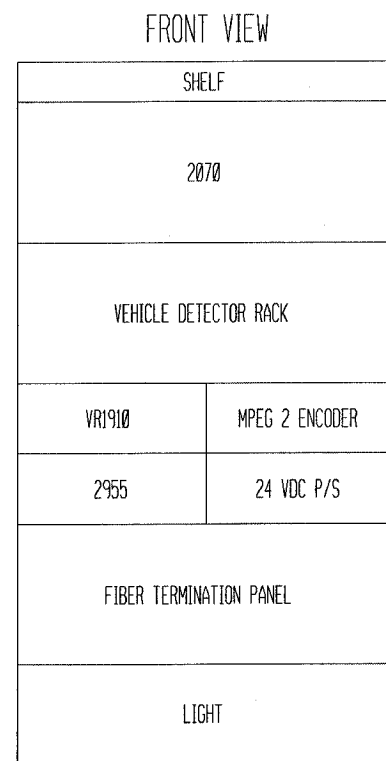 FRONT VIEW
SHELF
2070
VEHICLE DETECTOR RACK
VR1910
MPEG 2 ENCODER
2955
24 VDC P/S
FIBER TERMINATION PANEL
LIGHT